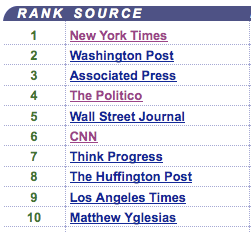 RANK SOURCE
1 New York Times
2 Washington Post
3 Associated Press
4 The Politico
5 Wall Street Journal
6 CNN
7 Think Progress
8 The Huffington Post
9 Los Angeles Times
10 Matthew Yglesias